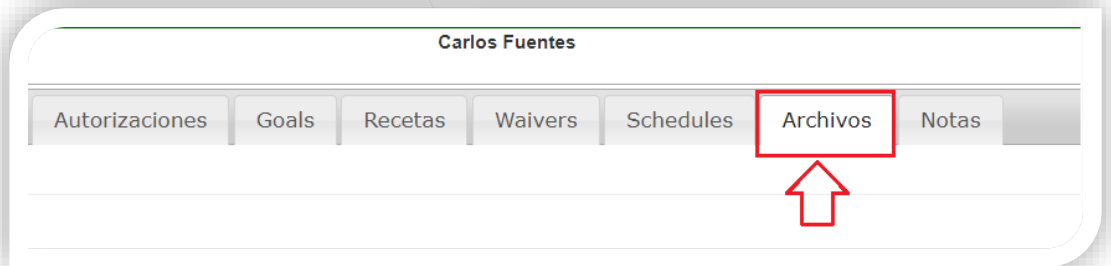 Carlos Fuentes
Autorizaciones Goals Recetas Waivers Schedules Archivos Notas